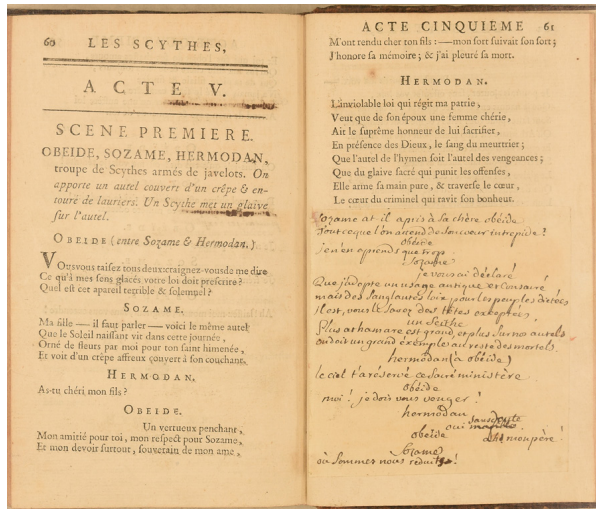 60 LES SCYTHES,
ACTE V.
SCENE PREMIERE.
OBEIDE, SOZAME, HERMODAN,
troupe de Scythes armés de javelots. On
apporte un autel couvert d'un crêpe & en-
touré de lauriers. Un Scythe met un glaive
sur l'autel.
OBEIDE (entre Sozame & Hermodan.)
Vous vous taisez tous deux: craignez-vous de me dire
Ce qu'à mes sens glacés votre loi doit prescrire?
Quel est cet appareil terrible & solemnel?
SOZAME.
Ma fille — il faut parler — voici le même autel
Que le Soleil naissant vit dans cette journée,
Orné de fleurs par moi pour ton saint himenée,
Et voit d'un crêpe affreux couvert à son couchant.
HERMODAN.
As-tu chéri mon fils?
OBEIDE.
Un vertueux penchant,
Mon amitié pour toi, mon respect pour Sozame,
Et mon devoir surtout, souverain de mon ame,
ACTE CINQUIEME 61
M'ont rendu cher ton fils: — mon sort suivait son sort;
J'honore sa mémoire; & j'ai pleuré sa mort.
HERMODAN.
L'inviolable loi qui régit ma patrie,
Veut que de son époux une femme chérie,
Ait le suprême honneur de lui sacrifier,
En présence des Dieux, le sang du meurtrier;
Que l'autel de l'hymen soit l'autel des vengeances;
Que du glaive sacré qui punit les offenses,
Elle arme sa main pure, & traverse le cœur,
Le cœur du criminel qui ravit son bonheur.
Sozame at il apris à sa chère obéide
Tout ce que l'on attend de son cœur intrepide?
obéide
j'en en aprends que trop.
Sozame
je vous ai déclaré
Que j'adopte un usage antique et consacré
mais des sanglantes loix pour les peuples dictées
il est, vous le savez des têtes exceptées
un Scithe
Plus athamare est grand, et plus sur nos autels
on doit un grand exemple au reste des mortels.
hermodan (à obéide)
le ciel t'a réservé ce sacré ministère
obéide
moi! je dois vous venger!
hermodan
oui sans doute
obéide
ah mon père!
Sozame
où sommes nous réduits!